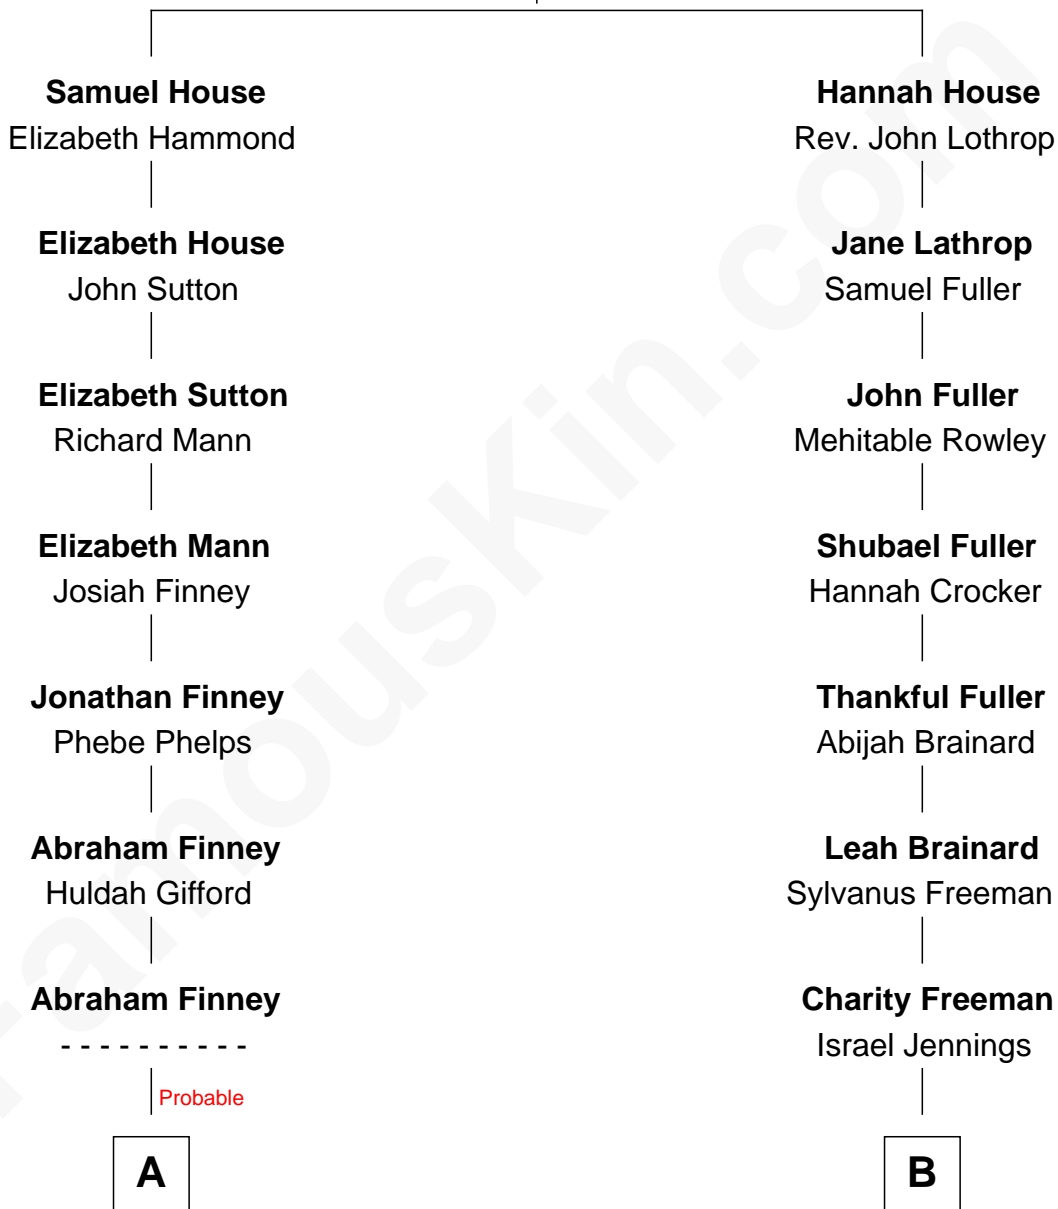 Samuel House
Elizabeth Hammond
Elizabeth House
John Sutton
Elizabeth Sutton
Richard Mann
Elizabeth Mann
Josiah Finney
Jonathan Finney
Phebe Phelps
Abraham Finney
Huldah Gifford
Abraham Finney
- - - - - - - - - -
Probable
A
Hannah House
Rev. John Lothrop
Jane Lathrop
Samuel Fuller
John Fuller
Mehitable Rowley
Shubael Fuller
Hannah Crocker
Thankful Fuller
Abijah Brainard
Leah Brainard
Sylvanus Freeman
Charity Freeman
Israel Jennings
B
FamousKin.com